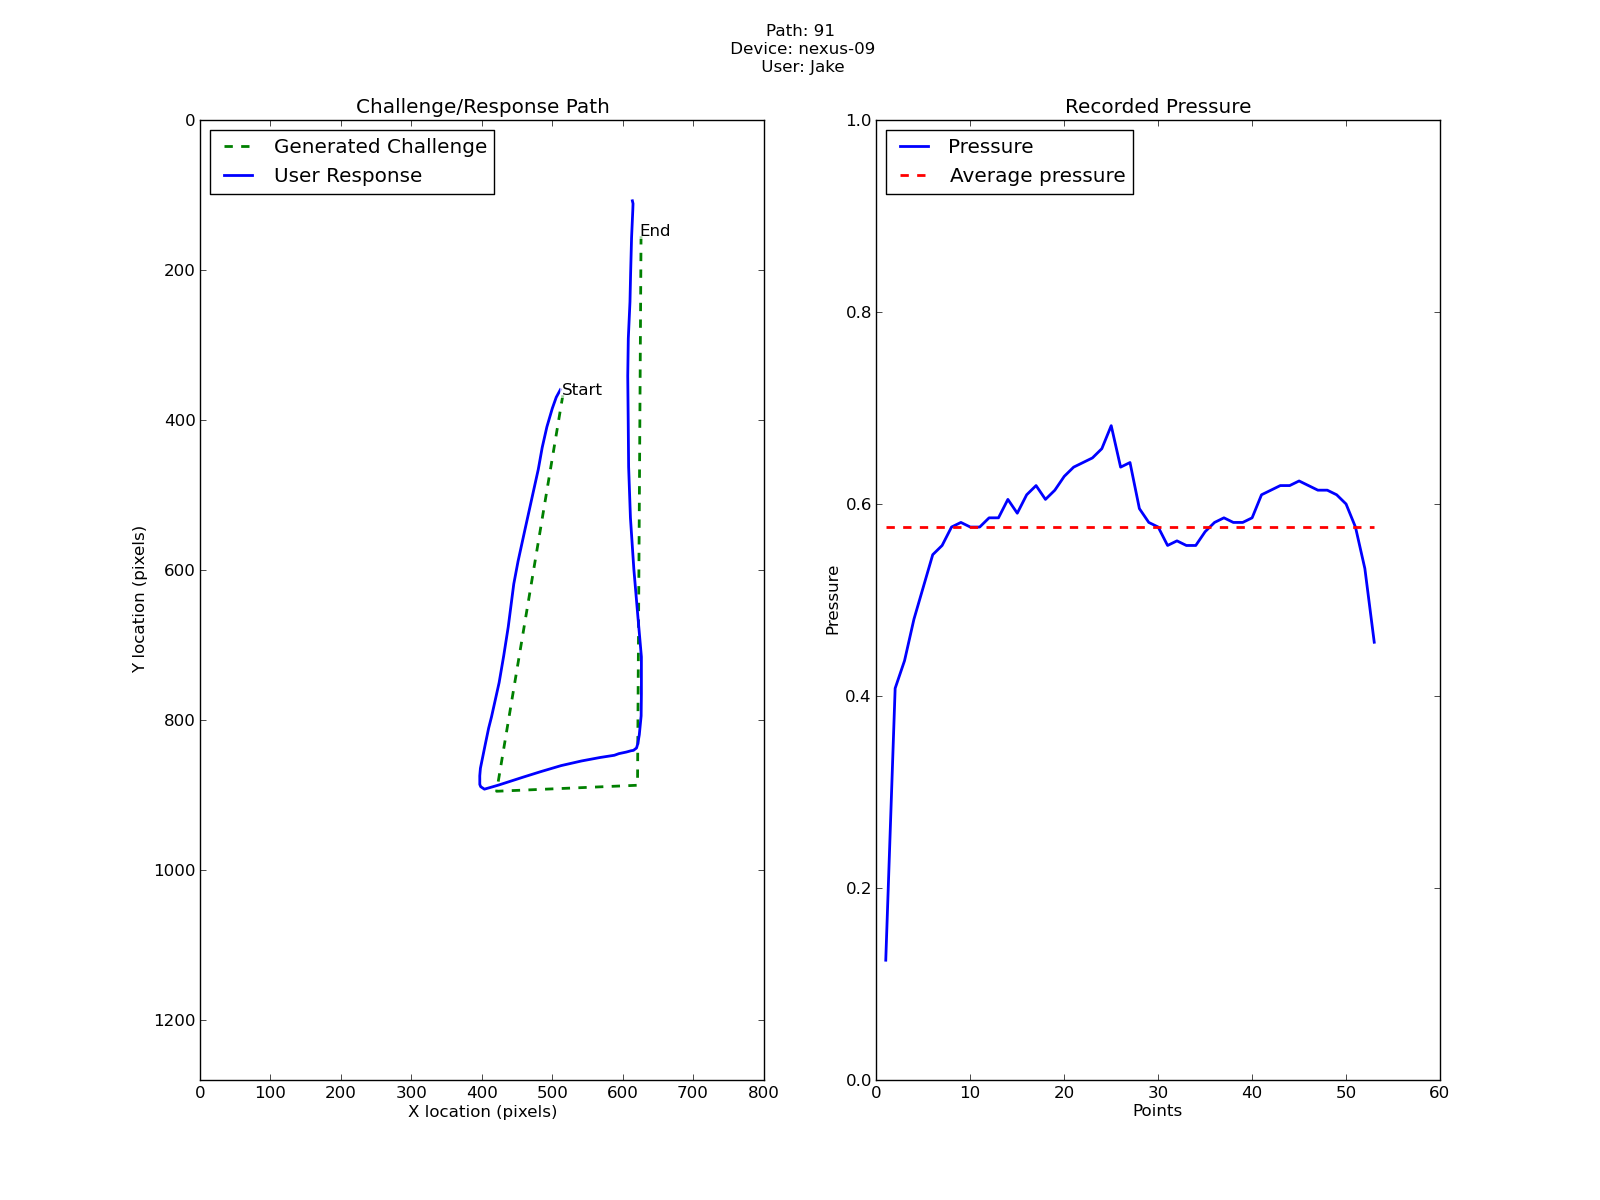 Path: 91
Device: nexus-09
User: Jake
Challenge/Response Path
Generated Challenge
User Response
0
200
400
600
800
1000
1200
Y location (pixels)
End
Start
0 100 200 300 400 500 600 700 800
X location (pixels)
Recorded Pressure
Pressure
Average pressure
1.0
0.8
0.6
0.4
0.2
0.0
Pressure
0 10 20 30 40 50 60
Points